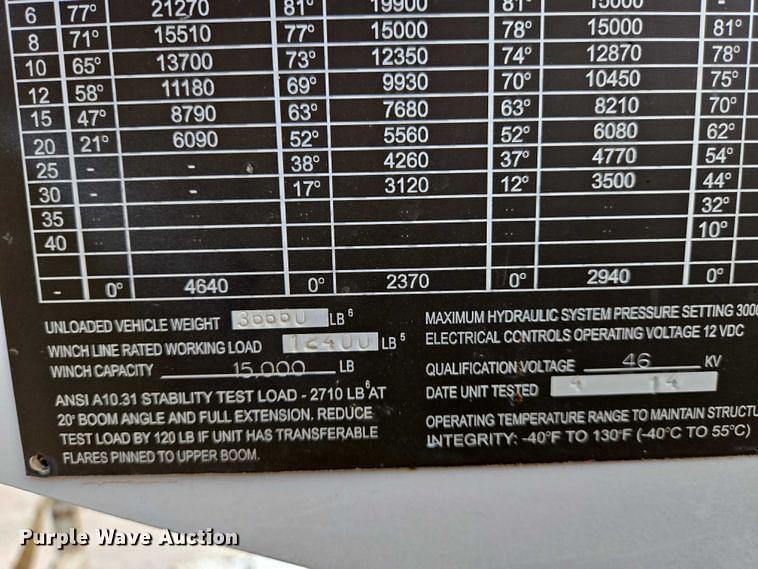 6 77° 21270 81° 19900 81° 15000 -
8 71° 15510 77° 15000 78° 15000 81°
10 65° 13700 73° 12350 74° 12870 78°
12 58° 11180 69° 9930 70° 10450 75°
15 47° 8790 63° 7680 63° 8210 70°
20 21° 6090 52° 5560 52° 6080 62°
25 - - 38° 4260 37° 4770 54°
30 - - 17° 3120 12° 3500 44°
35 32°
40 10°
- 0° 4640 0° 2370 0° 2940 0°
UNLOADED VEHICLE WEIGHT 36660 LB 6
WINCH LINE RATED WORKING LOAD 12400 LB 5
WINCH CAPACITY 15,000 LB
ANSI A10.31 STABILITY TEST LOAD - 2710 LB 6 AT
20° BOOM ANGLE AND FULL EXTENSION. REDUCE
TEST LOAD BY 120 LB IF UNIT HAS TRANSFERABLE
FLARES PINNED TO UPPER BOOM.
MAXIMUM HYDRAULIC SYSTEM PRESSURE SETTING 3000
ELECTRICAL CONTROLS OPERATING VOLTAGE 12 VDC
QUALIFICATION VOLTAGE 46 KV
DATE UNIT TESTED 4 14
OPERATING TEMPERATURE RANGE TO MAINTAIN STRUCTU
INTEGRITY: -40°F TO 130°F (-40°C TO 55°C)
Purple Wave Auction